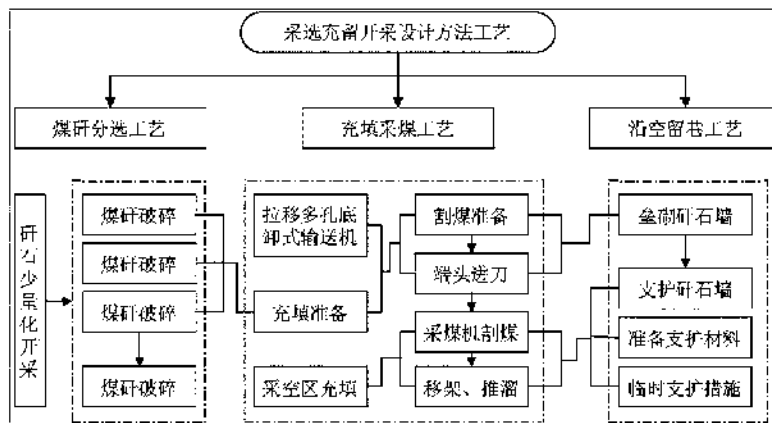 采选充留开采设计方法工艺
煤矸分选工艺
充填采煤工艺
沿空留巷工艺
矸石少量化开采
煤矸破碎
煤矸破碎
煤矸破碎
煤矸破碎
拉移多孔底
卸式输送机
充填准备
采空区充填
割煤准备
端头进刀
采煤机割煤
移架、推溜
垒砌矸石墙
支护矸石墙
准备支护材料
临时支护措施